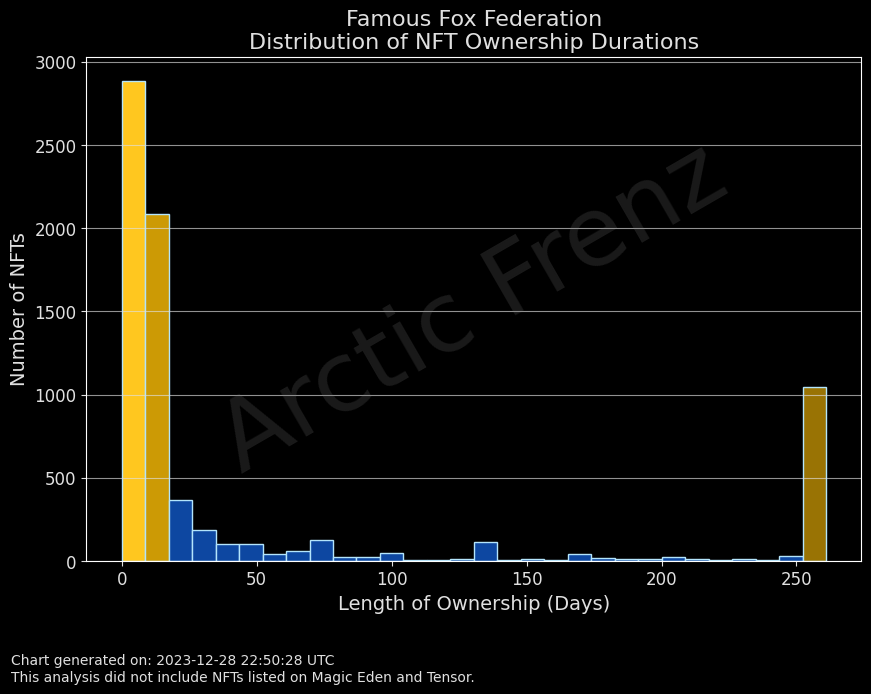 Famous Fox Federation
Distribution of NFT Ownership Durations
3000
2500
2000
1500
1000
500
0
Number of NFTs
Arctic Frenz
0 50 100 150 200 250
Length of Ownership (Days)
Chart generated on: 2023-12-28 22:50:28 UTC
This analysis did not include NFTs listed on Magic Eden and Tensor.